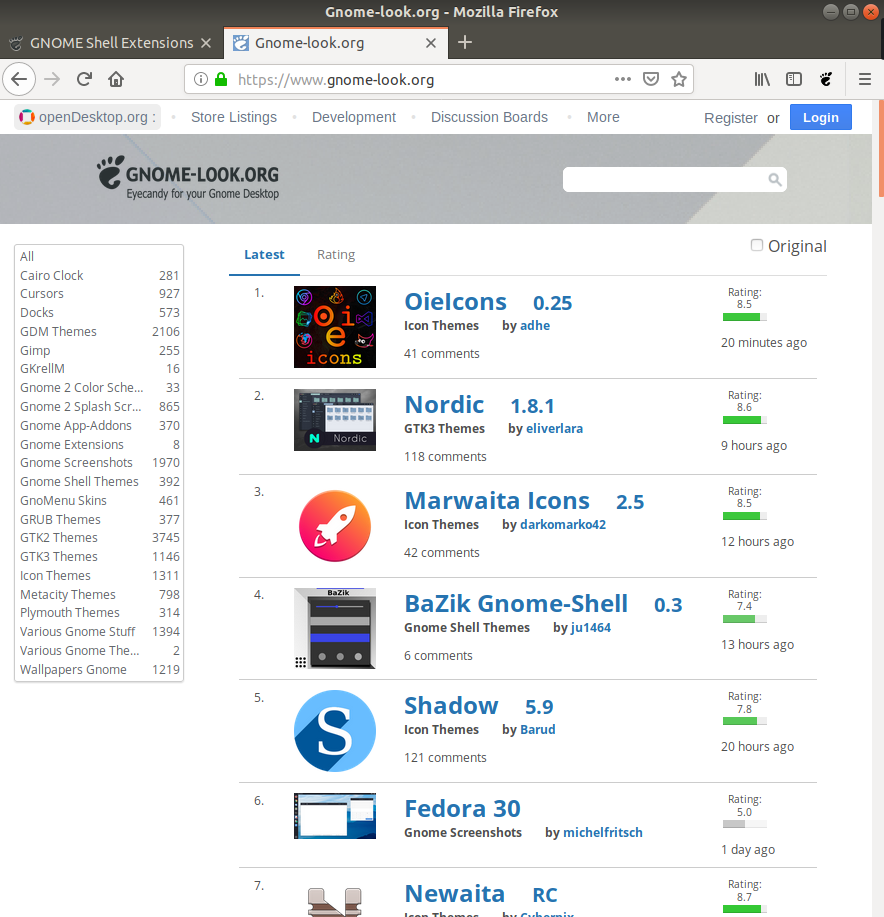 Gnome-look.org - Mozilla Firefox
GNOME Shell Extensions
Gnome-look.org
https://www.gnome-look.org
openDesktop.org :
Store Listings
Development
Discussion Boards
More
Register or Login
GNOME-LOOK.ORG
Eyecandy for your Gnome Desktop
All
Cairo Clock 281
Cursors 927
Docks 573
GDM Themes 2106
Gimp 255
GKrellM 16
Gnome 2 Color Sche... 33
Gnome 2 Splash Scr... 865
Gnome App-Addons 370
Gnome Extensions 8
Gnome Screenshots 1970
Gnome Shell Themes 392
GnoMenu Skins 461
GRUB Themes 377
GTK2 Themes 3745
GTK3 Themes 1146
Icon Themes 1311
Metacity Themes 798
Plymouth Themes 314
Various Gnome Stuff 1394
Various Gnome The... 2
Wallpapers Gnome 1219
Latest Rating
Original
1.
Oie
icons
OieIcons 0.25
Icon Themes by adhe
41 comments
Rating:
8.5
20 minutes ago
2.
N Nordic
Nordic 1.8.1
GTK3 Themes by eliverlara
118 comments
Rating:
8.6
9 hours ago
3.
Marwaita Icons 2.5
Icon Themes by darkomarko42
42 comments
Rating:
8.5
12 hours ago
4.
BaZik
BaZik Gnome-Shell 0.3
Gnome Shell Themes by ju1464
6 comments
Rating:
7.4
13 hours ago
5.
S
Shadow 5.9
Icon Themes by Barud
121 comments
Rating:
7.8
20 hours ago
6.
Fedora 30
Gnome Screenshots by michelfritsch
Rating:
5.0
1 day ago
7.
Newaita RC
Icon Themes by Cybernix
Rating:
8.7